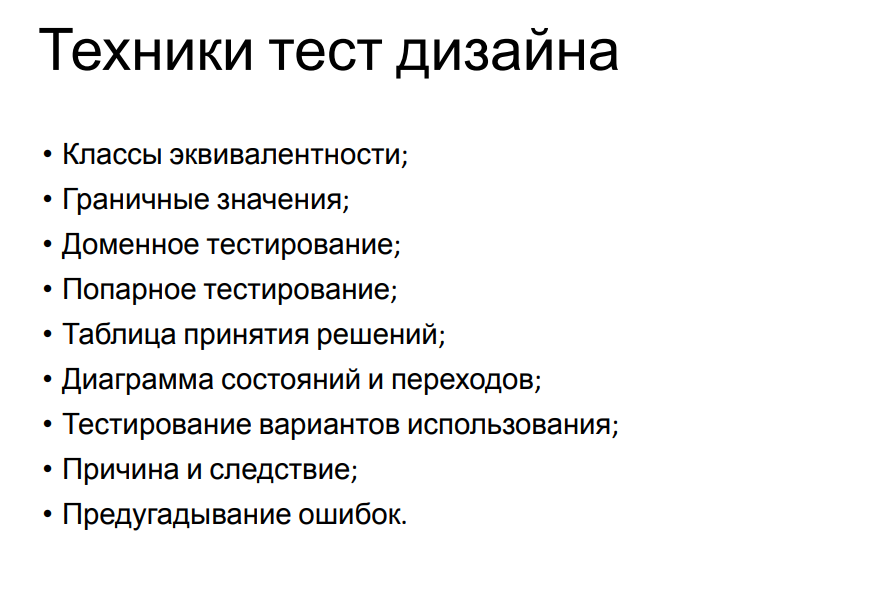 Техники тест дизайна
• Классы эквивалентности;
• Граничные значения;
• Доменное тестирование;
• Попарное тестирование;
• Таблица принятия решений;
• Диаграмма состояний и переходов;
• Тестирование вариантов использования;
• Причина и следствие;
• Предугадывание ошибок.